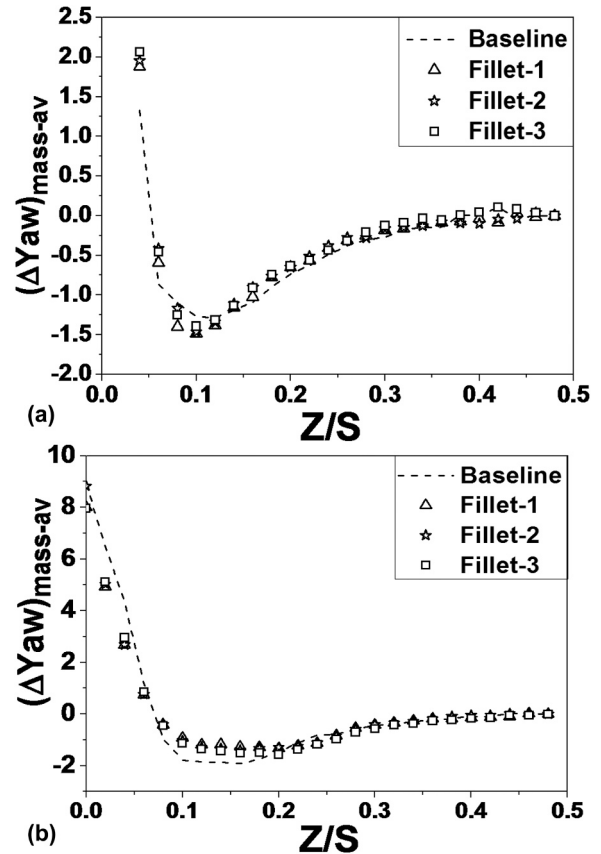 2.0
1.5
1.0
0.5
0.0
-0.5
-1.0
-1.5
-2.0
(ΔYaw)mass-av
Baseline
Fillet-1
Fillet-2
Fillet-3
0.0 0.1 0.2 0.3 0.4 0.5
(a)
Z/S
10
8
6
4
2
0
-2
(ΔYaw)mass-av
Baseline
Fillet-1
Fillet-2
Fillet-3
0.0 0.1 0.2 0.3 0.4 0.5
(b)
Z/S